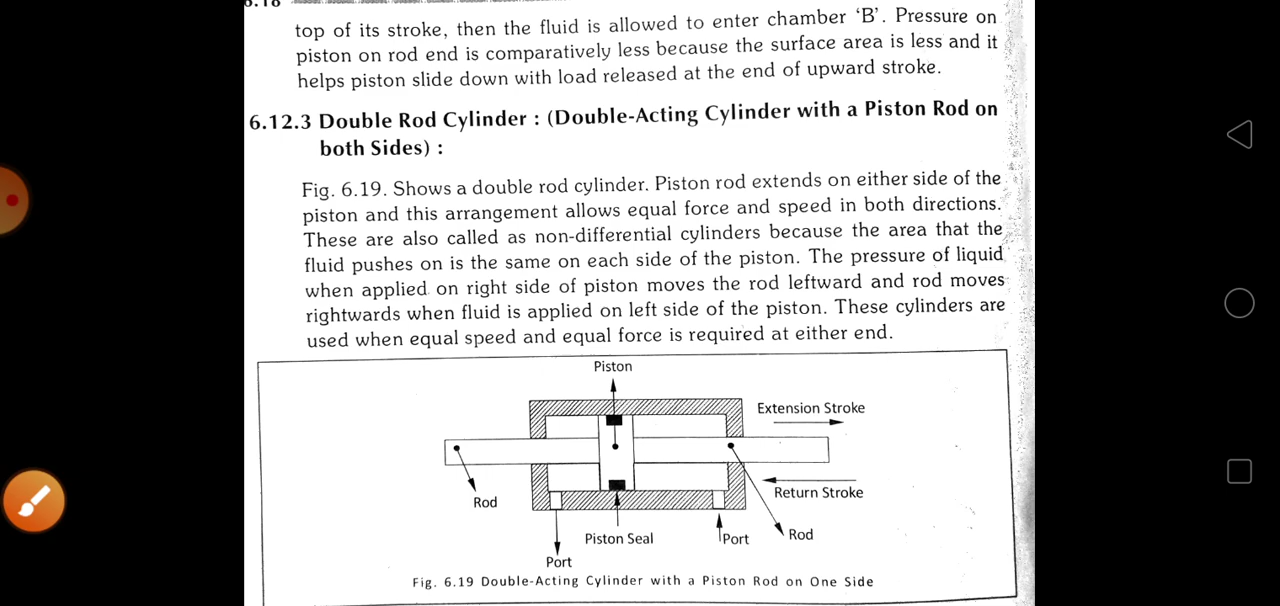 6.18
top of its stroke, then the fluid is allowed to enter chamber ‘B’. Pressure on
piston on rod end is comparatively less because the surface area is less and it
helps piston slide down with load released at the end of upward stroke.
6.12.3 Double Rod Cylinder : (Double-Acting Cylinder with a Piston Rod on
both Sides) :
Fig. 6.19. Shows a double rod cylinder. Piston rod extends on either side of the
piston and this arrangement allows equal force and speed in both directions.
These are also called as non-differential cylinders because the area that the
fluid pushes on is the same on each side of the piston. The pressure of liquid
when applied on right side of piston moves the rod leftward and rod moves
rightwards when fluid is applied on left side of the piston. These cylinders are
used when equal speed and equal force is required at either end.
Piston
Extension Stroke
Return Stroke
Rod
Piston Seal
Port
Rod
Port
Fig. 6.19 Double-Acting Cylinder with a Piston Rod on One Side